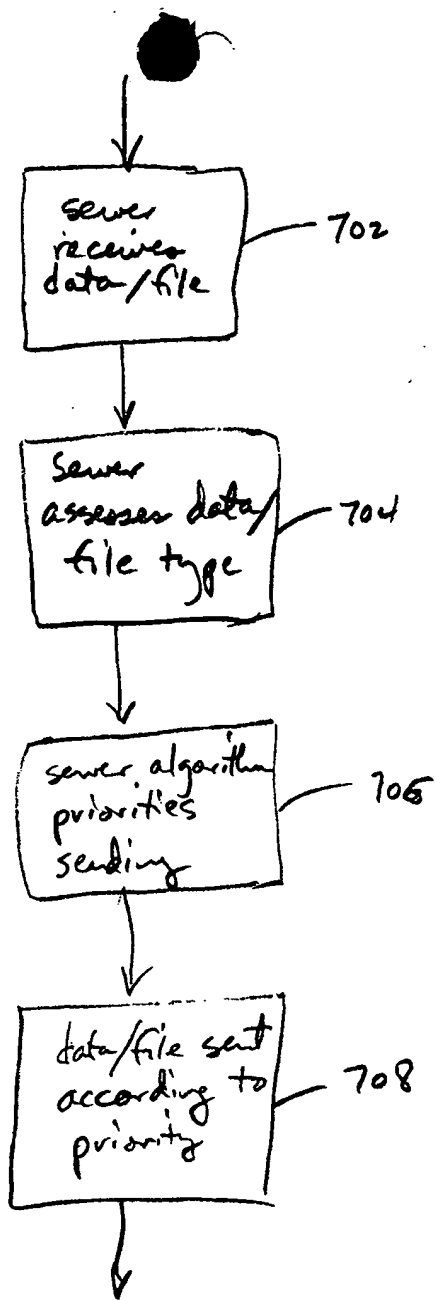 server
receives
data/file
702
server
assesses data/
file type
704
server algorithm
priorities
sending
706
data/file sent
according to
priority
708